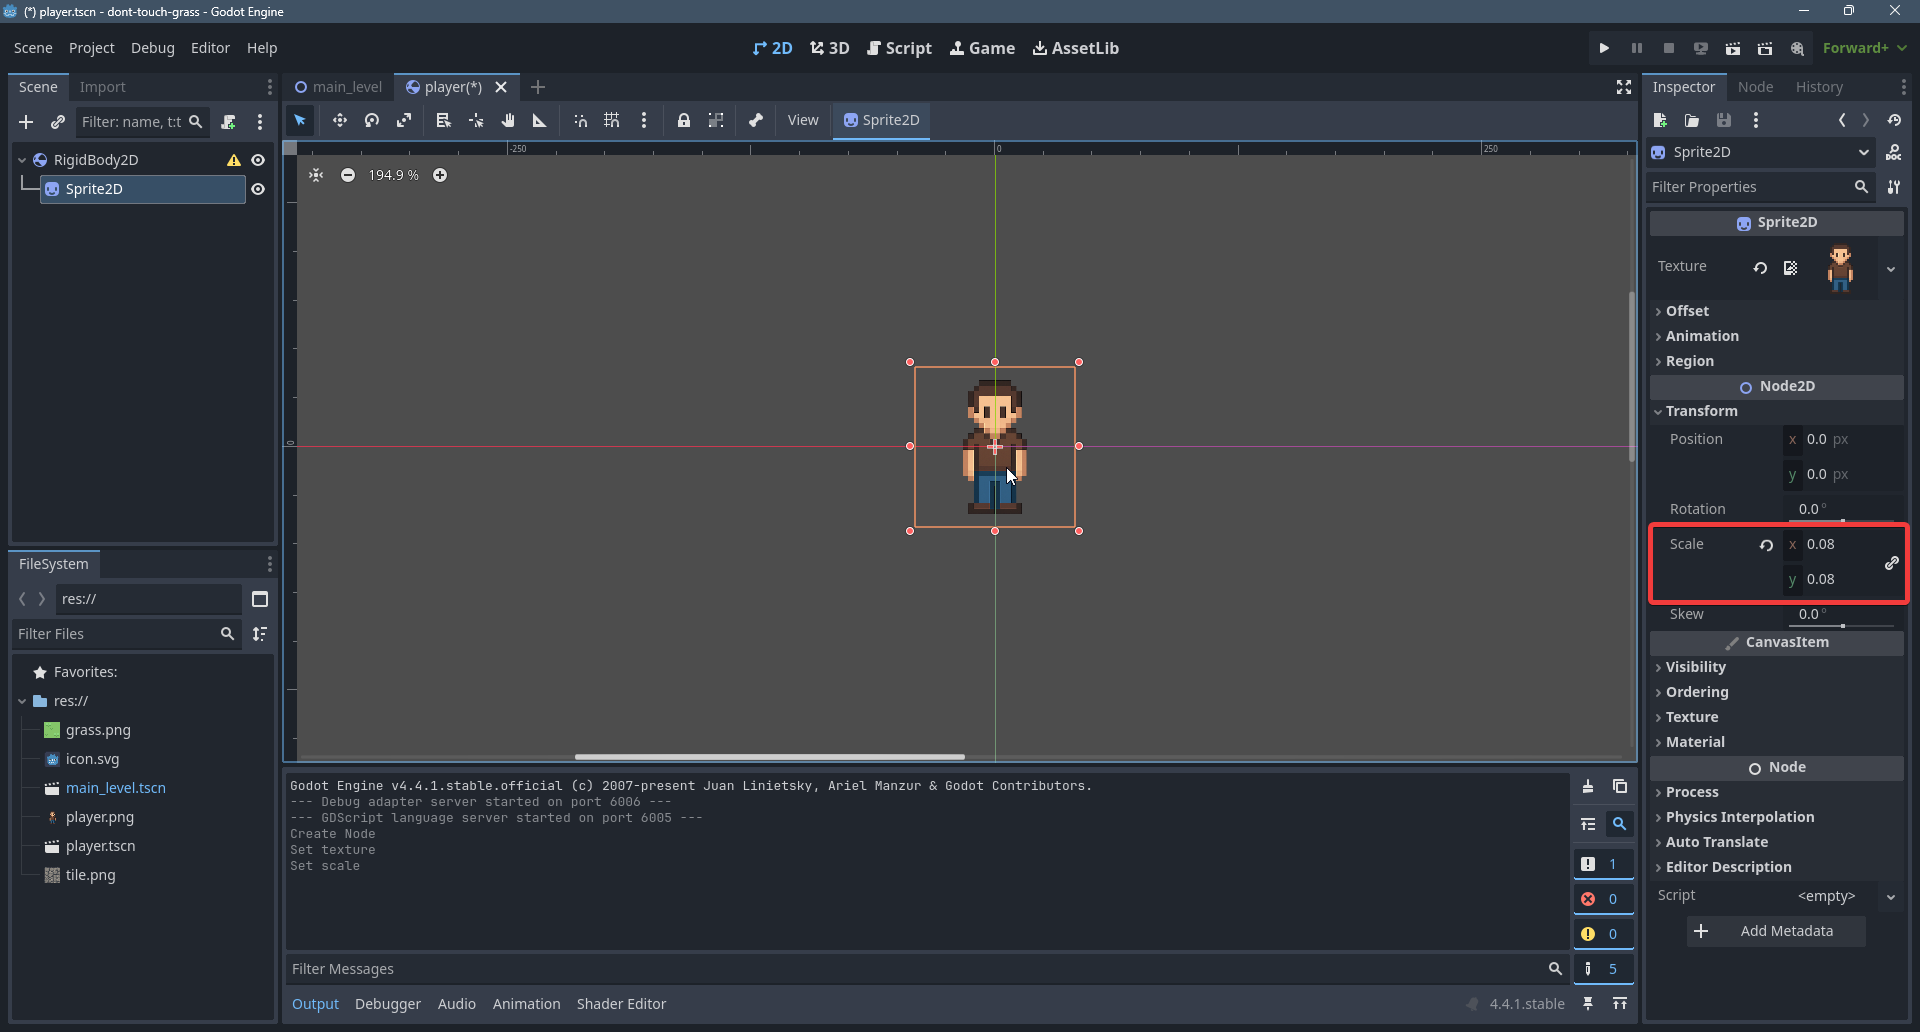 (*) player.tscn - dont-touch-grass - Godot Engine
Scene Project Debug Editor Help
2D 3D Script Game AssetLib
Forward+
Scene Import
Filter: name, t:t
RigidBody2D
Sprite2D
FileSystem
res://
Filter Files
Favorites:
res://
grass.png
icon.svg
main_level.tscn
player.png
player.tscn
tile.png
main_level player(*)
View Sprite2D
-250 0 250
194.9 %
0
Godot Engine v4.4.1.stable.official (c) 2007-present Juan Linietsky, Ariel Manzur & Godot Contributors.
--- Debug adapter server started on port 6006 ---
--- GDScript language server started on port 6005 ---
Create Node
Set texture
Set scale
1
0
0
5
Filter Messages
Output Debugger Audio Animation Shader Editor
4.4.1.stable
Inspector Node History
Sprite2D
DOC
Filter Properties
Sprite2D
Texture
Offset
Animation
Region
Node2D
Transform
Position x 0.0 px
y 0.0 px
Rotation 0.0 °
Scale x 0.08
y 0.08
Skew 0.0 °
CanvasItem
Visibility
Ordering
Texture
Material
Node
Process
Physics Interpolation
Auto Translate
Editor Description
Script <empty>
Add Metadata